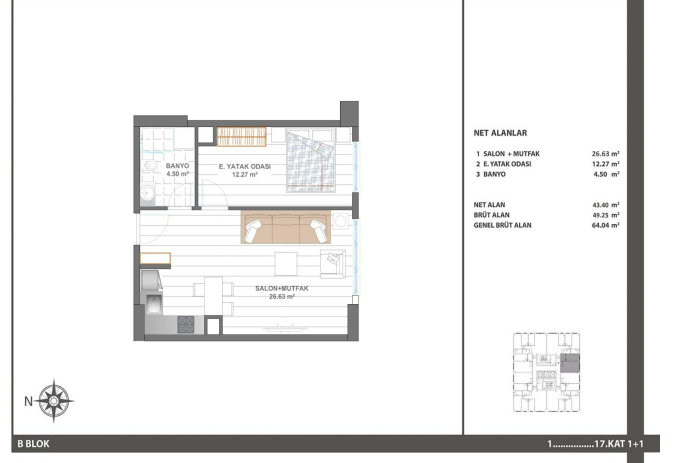 BANYO
4.50 m²
E. YATAK ODASI
12.27 m²
SALON+MUTFAK
26.63 m²
NET ALANLAR
1 SALON + MUTFAK 26.63 m²
2 E. YATAK ODASI 12.27 m²
3 BANYO 4.50 m²
NET ALAN 43.40 m²
BRÜT ALAN 49.25 m²
GENEL BRÜT ALAN 64.04 m²
N
B BLOK
1................17.KAT 1+1